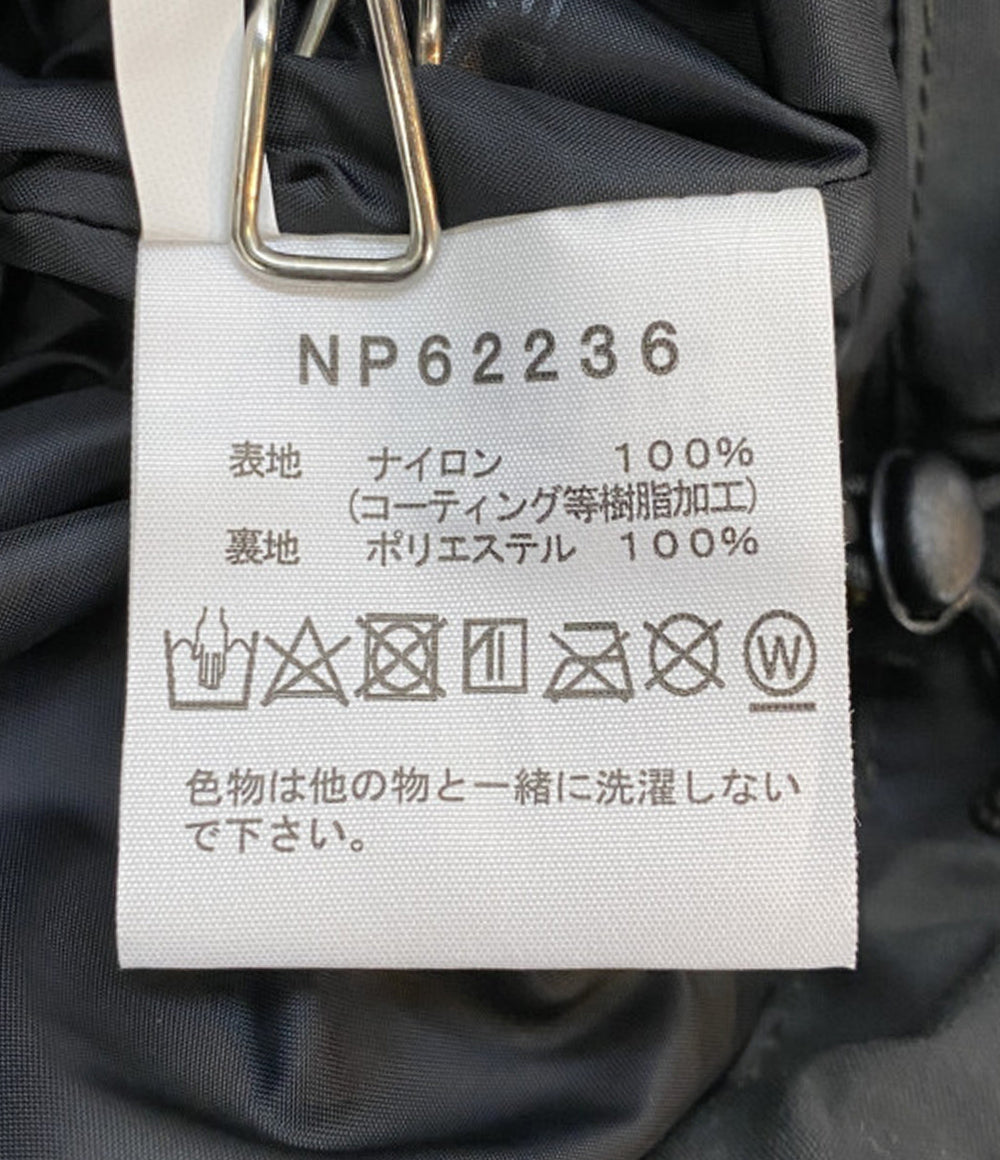 NP62236
表地 ナイロン 100%
(コーティング等樹脂加工)
裏地 ポリエステル 100%
W
色物は他の物と一緒に洗濯しない
で下さい。